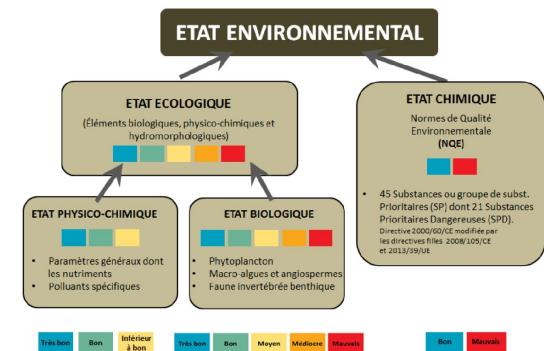 ETAT ENVIRONNEMENTAL
ETAT ECOLOGIQUE
(Éléments biologiques, physico-chimiques et
hydromorphologiques)
ETAT CHIMIQUE
Normes de Qualité
Environnementale
(NQE)
• 45 Substances ou groupe de subst.
Prioritaires (SP) dont 21 Substances
Prioritaires Dangereuses (SPD).
Directive 2000/60/CE modifiée par
les directives filles 2008/105/CE
et 2013/39/UE
ETAT PHYSICO-CHIMIQUE
• Paramètres généraux dont
les nutriments
• Polluants spécifiques
ETAT BIOLOGIQUE
• Phytoplancton
• Macro-algues et angiospermes
• Faune invertébrée benthique
Très bon Bon Inférieur
à bon
Très bon Bon Moyen Médiocre Mauvais
Bon Mauvais